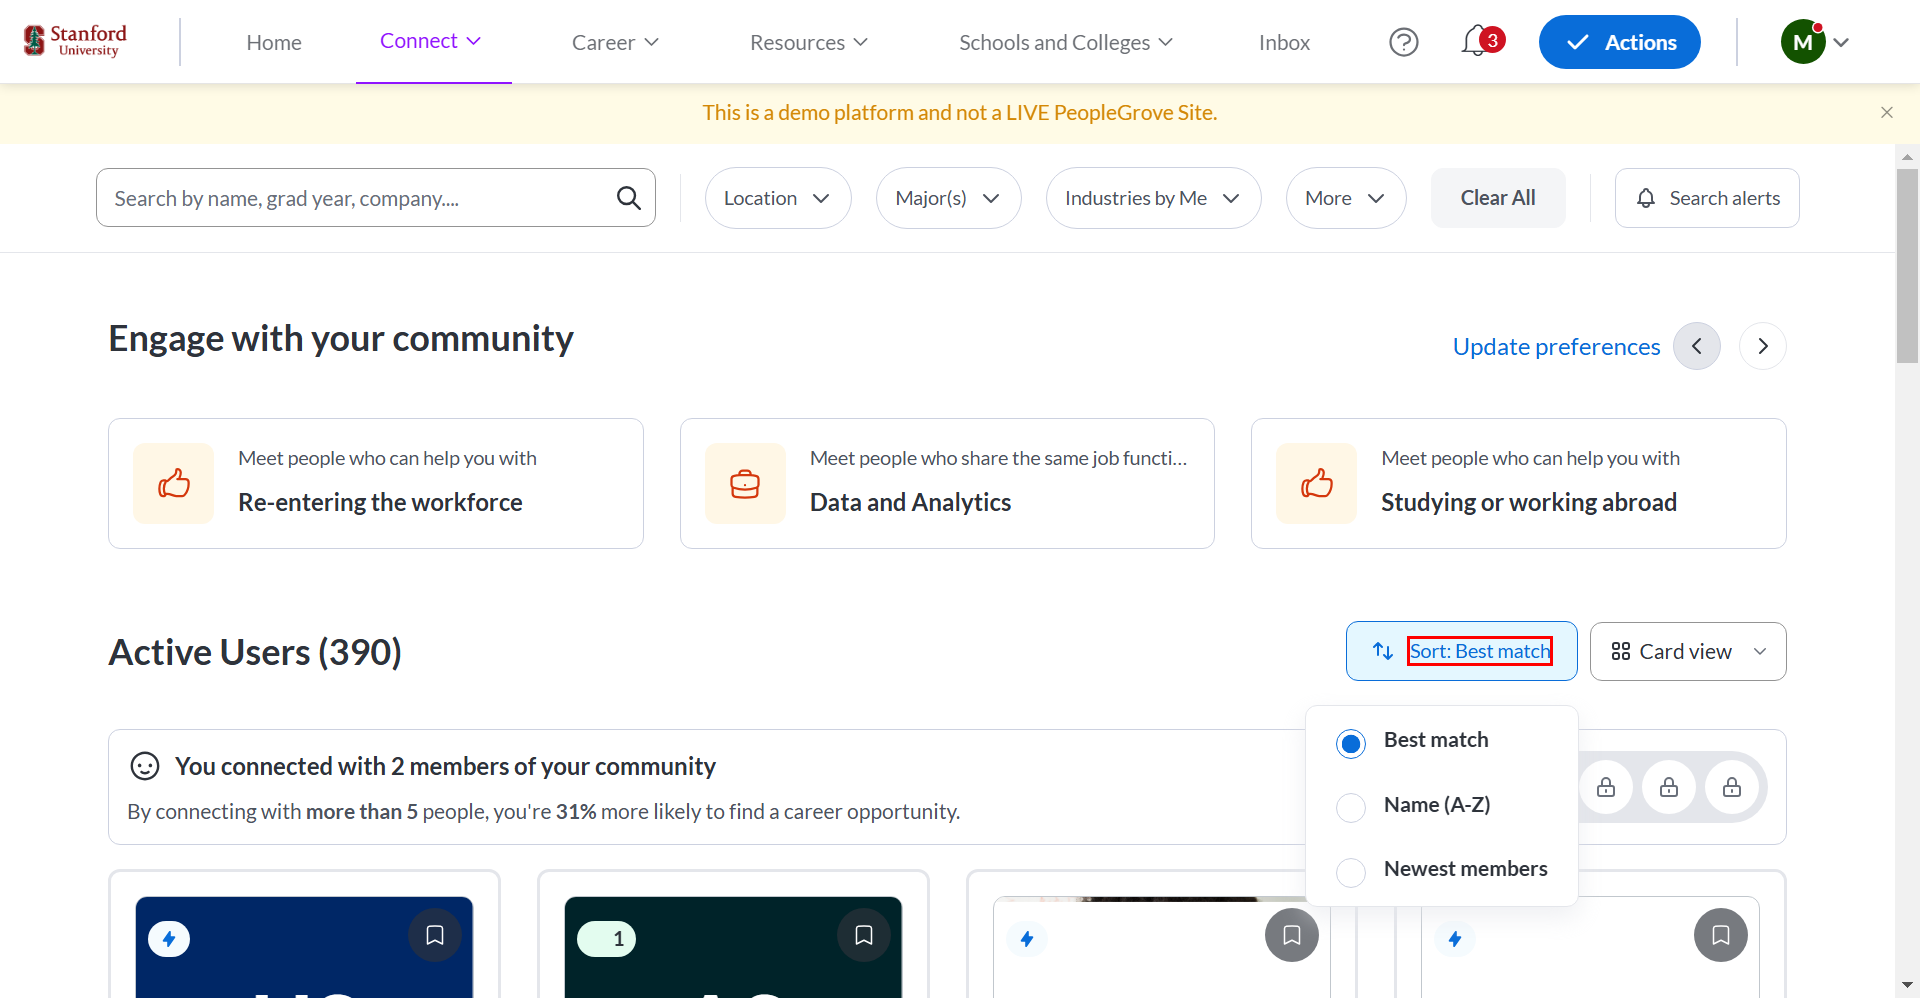 Stanford
University
Home
Connect
Career
Resources
Schools and Colleges
Inbox
3
Actions
M
This is a demo platform and not a LIVE PeopleGrove Site.
Search by name, grad year, company....
Location
Major(s)
Industries by Me
More
Clear All
Search alerts
Engage with your community
Update preferences
Meet people who can help you with
Re-entering the workforce
Meet people who share the same job functi...
Data and Analytics
Meet people who can help you with
Studying or working abroad
Active Users (390)
Sort: Best match
Card view
Best match
Name (A-Z)
Newest members
You connected with 2 members of your community
By connecting with more than 5 people, you're 31% more likely to find a career opportunity.
1